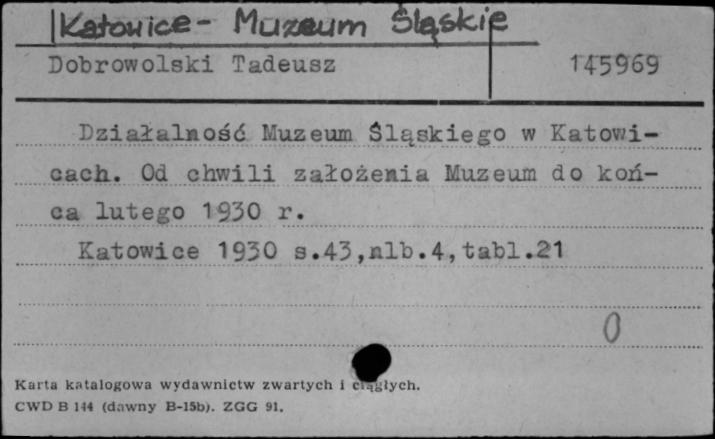 Katowice - Muzeum Śląskie
Dobrowolski Tadeusz 145969
Działalność Muzeum Śląskiego w Katowi-
cach. Od chwili założenia Muzeum do koń-
ca lutego 1930 r.
Katowice 1930 s.43,nlb.4,tabl.21
0
Karta katalogowa wydawnictw zwartych i ciągłych.
CWD B 144 (dawny B-15b). ZGG 91.